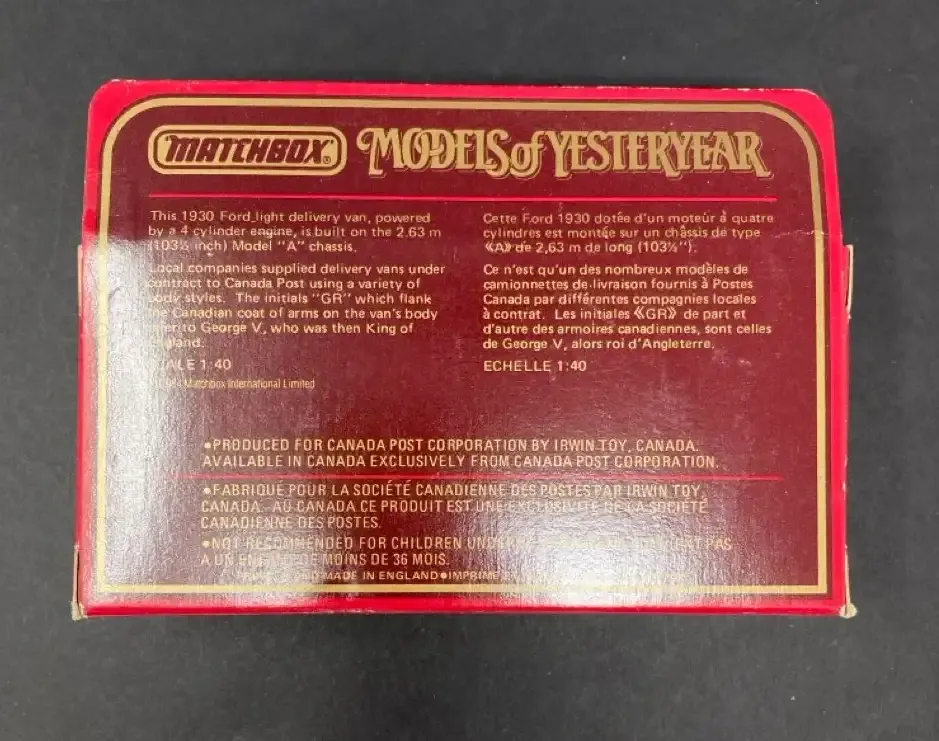 MATCHBOX®
MODELS of YESTERYEAR
This 1930 Ford light delivery van, powered
by a 4 cylinder engine, is built on the 2.63 m
(103½ inch) Model "A" chassis.
Local companies supplied delivery vans under
contract to Canada Post using a variety of
body styles. The initials "GR" which flank
the Canadian coat of arms on the van's body
refer to George V, who was then King of
England.
SCALE 1:40
1984 Matchbox International Limited
Cette Ford 1930 dotée d'un moteur à quatre
cylindres est montée sur un châssis de type
《A》 de 2,63 m de long (103½").
Ce n'est qu'un des nombreux modèles de
camionnettes de livraison fournis à Postes
Canada par différentes compagnies locales
à contrat. Les initiales 《GR》 de part et
d'autre des armoires canadiennes, sont celles
de George V, alors roi d'Angleterre.
ECHELLE 1:40
•PRODUCED FOR CANADA POST CORPORATION BY IRWIN TOY, CANADA.
AVAILABLE IN CANADA EXCLUSIVELY FROM CANADA POST CORPORATION.
•FABRIQUÉ POUR LA SOCIÉTÉ CANADIENNE DES POSTES PAR IRWIN TOY,
CANADA. AU CANADA CE PRODUIT EST UNE EXCLUSIVITÉ DE LA SOCIÉTÉ
CANADIENNE DES POSTES.
•NOT RECOMMENDED FOR CHILDREN UNDER PAS
A UN ENFANT DE MOINS DE 36 MOIS.
AND MADE IN ENGLAND•IMPRIMÉ